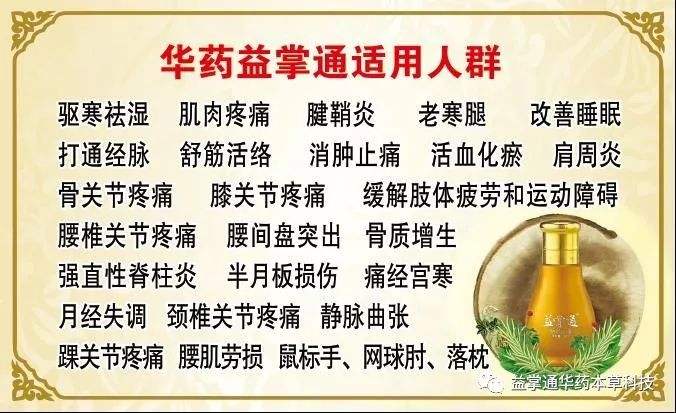 华药益掌通适用人群
驱寒祛湿 肌肉疼痛 腱鞘炎 老寒腿 改善睡眠
打通经脉 舒筋活络 消肿止痛 活血化瘀 肩周炎
骨关节疼痛 膝关节疼痛 缓解肢体疲劳和运动障碍
腰椎关节疼痛 腰间盘突出 骨质增生
强直性脊柱炎 半月板损伤 痛经宫寒
月经失调 颈椎关节疼痛 静脉曲张
踝关节疼痛 腰肌劳损 鼠标手、网球肘、落枕
益掌通
益掌通华药本草科技